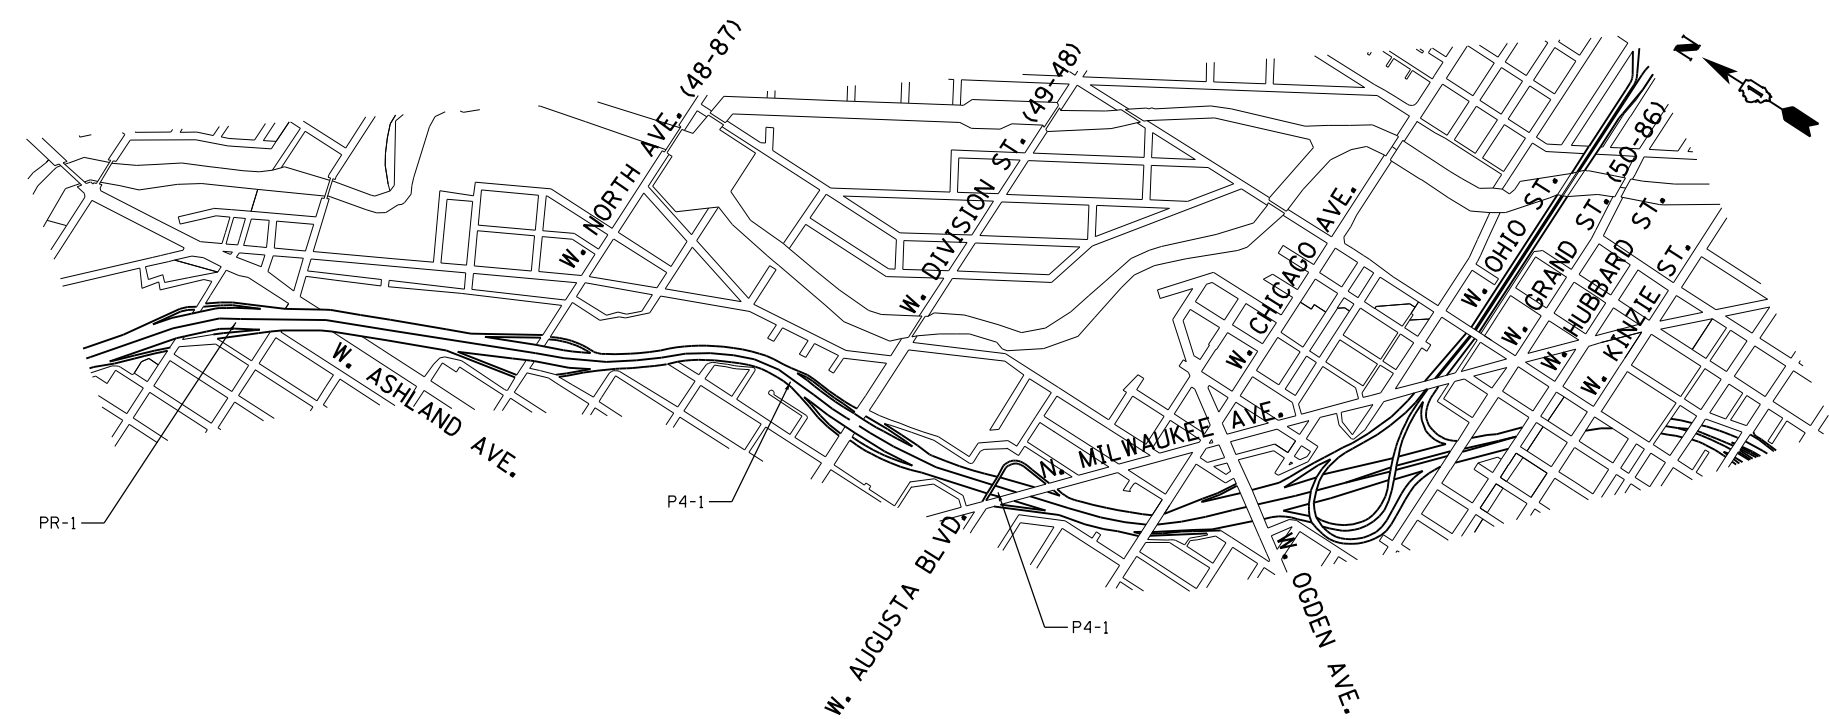 W. NORTH AVE. (48-87)
W. DIVISION ST. (49-48)
N
1
W. CHICAGO AVE.
W. OHIO ST.
W. GRAND ST. (50-86)
W. HUBBARD ST.
W. KINZIE ST.
W. ASHLAND AVE.
N. MILWAUKEE AVE.
PR-1
P4-1
W. AUGUSTA BLVD.
P4-1
W. OGDEN AVE.